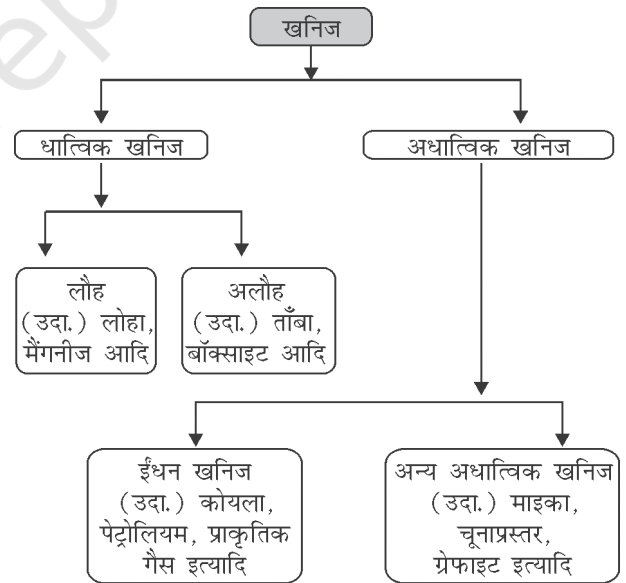 खनिज
धात्विक खनिज
अधात्विक खनिज
लौह
(उदा.) लोहा,
मैंगनीज आदि
अलौह
(उदा.) ताँबा,
बॉक्साइट आदि
ईंधन खनिज
(उदा.) कोयला,
पेट्रोलियम, प्राकृतिक
गैस इत्यादि
अन्य अधात्विक खनिज
(उदा.) माइका,
चूनाप्रस्तर,
ग्रेफाइट इत्यादि